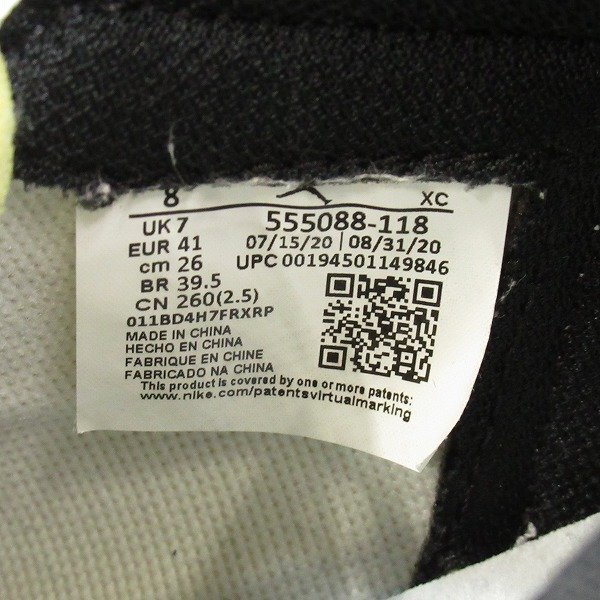 8 XC
UK 7 555088-118
EUR 41 07/15/20 | 08/31/20
cm 26 UPC 00194501149846
BR 39.5
CN 260(2.5)
011BD4H7FRXRP
MADE IN CHINA
HECHO EN CHINA
FABRIQUE EN CHINE
FABRICADO NA CHINA
This product is covered by one or more patents:
www.nike.com/patentsvirtualmarking